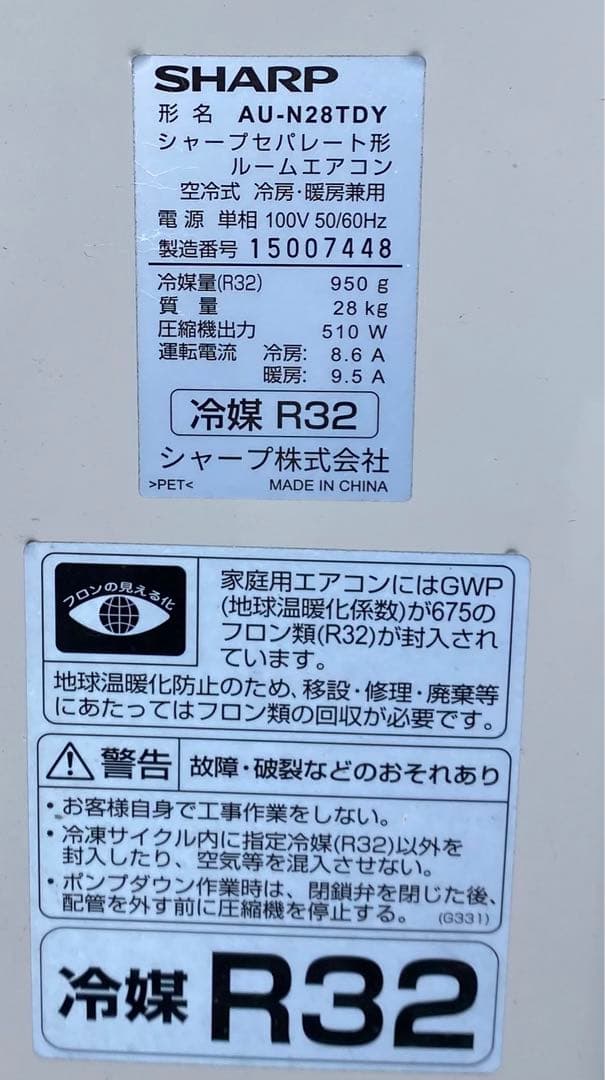 SHARP
形名 AU-N28TDY
シャープセパレート形
ルームエアコン
空冷式 冷房・暖房兼用
電源 単相 100V 50/60Hz
製造番号 15007448
冷媒量(R32) 950 g
質量 28 kg
圧縮機出力 510 W
運転電流 冷房: 8.6 A
暖房: 9.5 A
冷媒 R32
シャープ株式会社
>PET< MADE IN CHINA
フロンの見える化
家庭用エアコンにはGWP
(地球温暖化係数)が675の
フロン類(R32)が封入され
ています。
地球温暖化防止のため、移設・修理・廃棄等
にあたってはフロン類の回収が必要です。
警告 故障・破裂などのおそれあり
・お客様自身で工事作業をしない。
・冷凍サイクル内に指定冷媒(R32)以外を
封入したり、空気等を混入させない。
・ポンプダウン作業時は、閉鎖弁を閉じた後、
配管を外す前に圧縮機を停止する。 (G331)
冷媒 R32